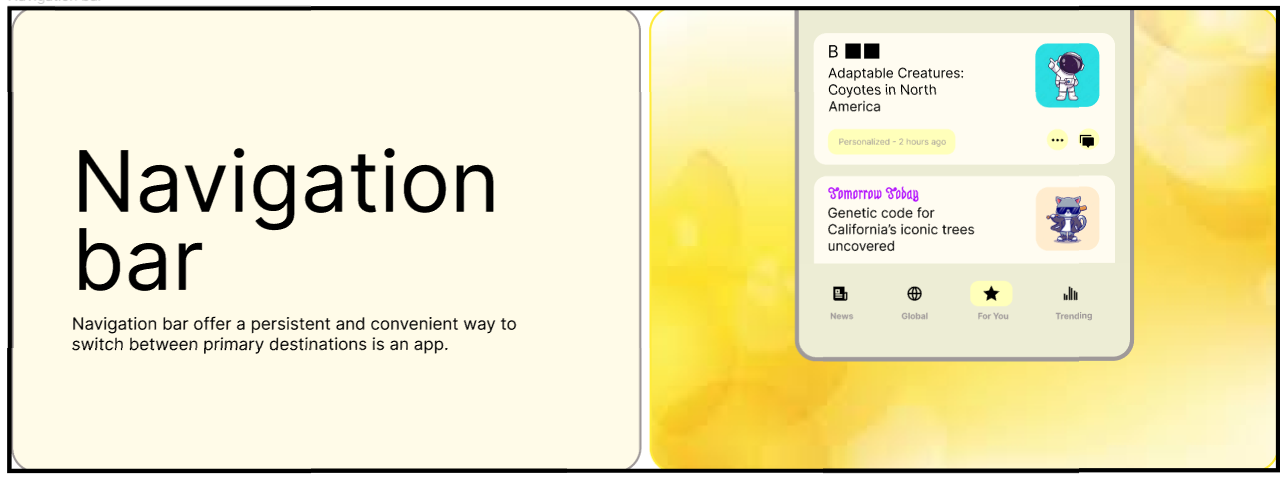 Navigation
bar
Navigation bar offer a persistent and convenient way to
switch between primary destinations is an app.
B
Adaptable Creatures:
Coyotes in North
America
Personalized - 2 hours ago
Tomorrow Today
Genetic code for
California's iconic trees
uncovered
News
Global
For You
Trending